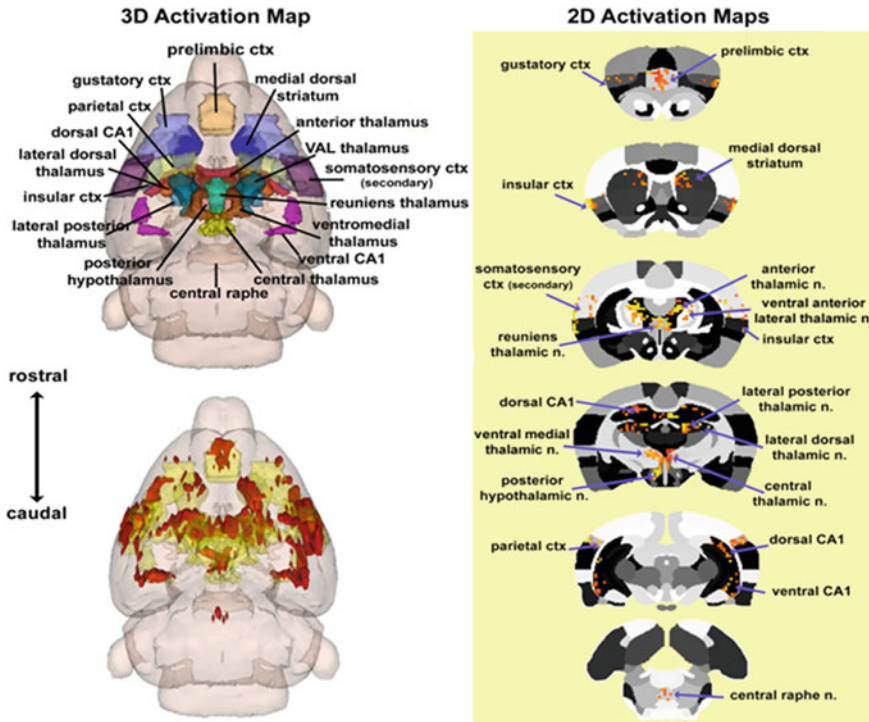 3D Activation Map
prelimbic ctx
gustatory ctx
medial dorsal
striatum
parietal ctx
anterior thalamus
dorsal CA1
VAL thalamus
lateral dorsal
thalamus
somatosensory ctx
(secondary)
insular ctx
reuniens thalamus
lateral posterior
thalamus
ventromedial
thalamus
posterior
hypothalamus
ventral CA1
central thalamus
central raphe
rostral
caudal
2D Activation Maps
gustatory ctx
prelimbic ctx
medial dorsal
striatum
insular ctx
somatosensory
ctx (secondary)
anterior
thalamic n.
ventral anterior
lateral thalamic n
reuniens
thalamic n.
insular ctx
dorsal CA1
lateral posterior
thalamic n.
ventral medial
thalamic n.
lateral dorsal
thalamic n.
posterior
hypothalamic n.
central
thalamic n.
parietal ctx
dorsal CA1
ventral CA1
central raphe n.